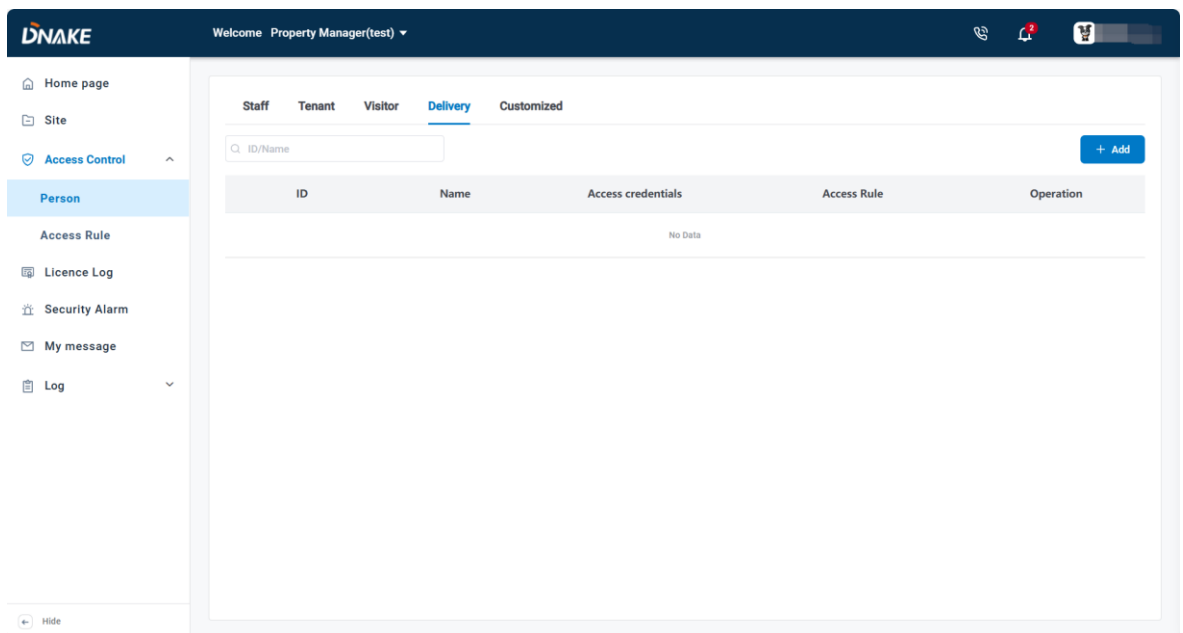 DNAKE
Welcome Property Manager(test)
2
Home page
Site
Access Control
Person
Access Rule
Licence Log
Security Alarm
My message
Log
Hide
Staff Tenant Visitor Delivery Customized
ID/Name
+ Add
ID Name Access credentials Access Rule Operation
No Data